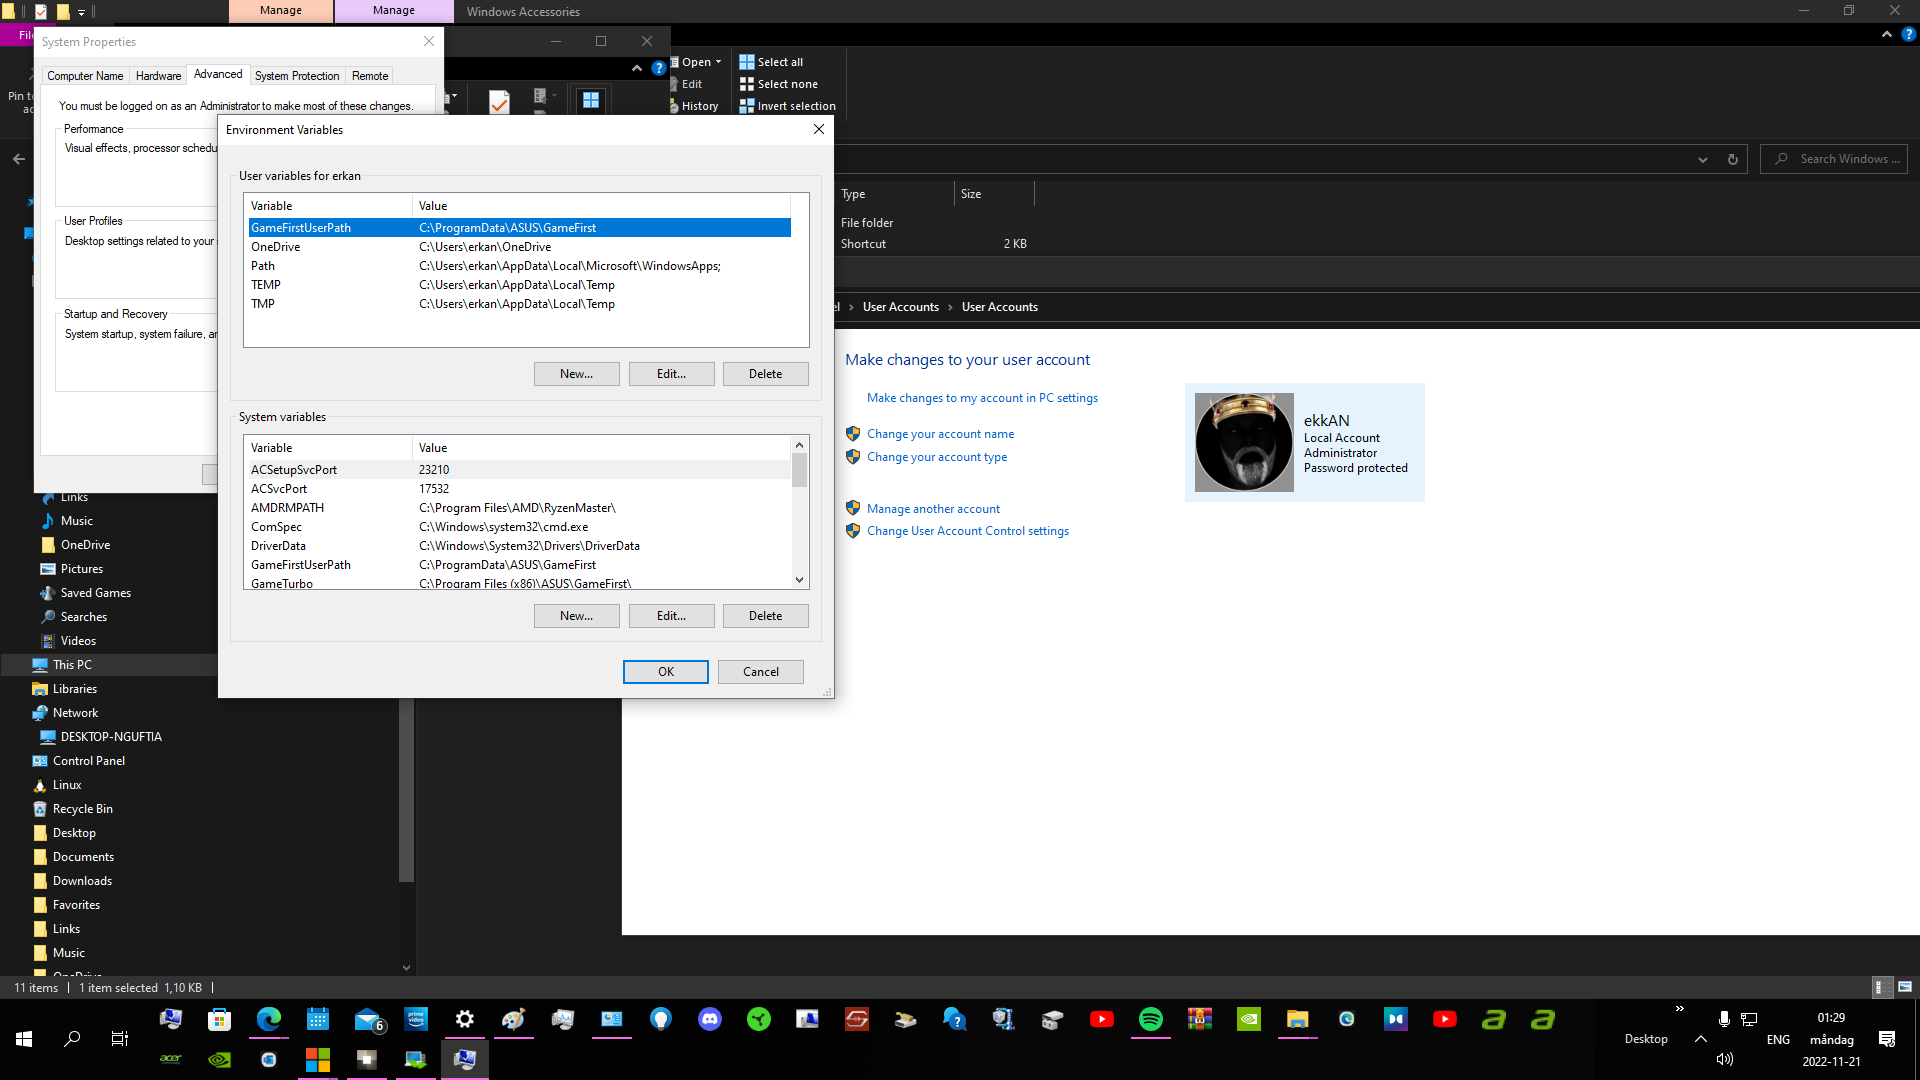 Manage
Manage
Windows Accessories
System Properties
Computer Name
Hardware
Advanced
System Protection
Remote
You must be logged on as an Administrator to make most of these changes.
Performance
Visual effects, processor schedu
User Profiles
Desktop settings related to your
Startup and Recovery
System startup, system failure, an
Open
Edit
History
Select all
Select none
Invert selection
Search Windows ...
Type
Size
File folder
Shortcut
2 KB
Environment Variables
User variables for erkan
Variable
Value
GameFirstUserPath
C:\ProgramData\ASUS\GameFirst
OneDrive
C:\Users\erkan\OneDrive
Path
C:\Users\erkan\AppData\Local\Microsoft\WindowsApps;
TEMP
C:\Users\erkan\AppData\Local\Temp
TMP
C:\Users\erkan\AppData\Local\Temp
New...
Edit...
Delete
System variables
Variable
Value
ACSetupSvcPort
23210
ACSvcPort
17532
AMDRMPATH
C:\Program Files\AMD\RyzenMaster\
ComSpec
C:\Windows\system32\cmd.exe
DriverData
C:\Windows\System32\Drivers\DriverData
GameFirstUserPath
C:\ProgramData\ASUS\GameFirst
GameTurbo
C:\Program Files (x86)\ASUS\GameFirst\
New...
Edit...
Delete
OK
Cancel
User Accounts
User Accounts
Make changes to your user account
Make changes to my account in PC settings
Change your account name
Change your account type
Manage another account
Change User Account Control settings
ekkAN
Local Account
Administrator
Password protected
Links
Music
OneDrive
Pictures
Saved Games
Searches
Videos
This PC
Libraries
Network
DESKTOP-NGUFTIA
Control Panel
Linux
Recycle Bin
Desktop
Documents
Downloads
Favorites
Links
Music
11 items
1 item selected 1,10 KB
6
prime video
acer
Desktop
ENG
01:29
måndag
2022-11-21